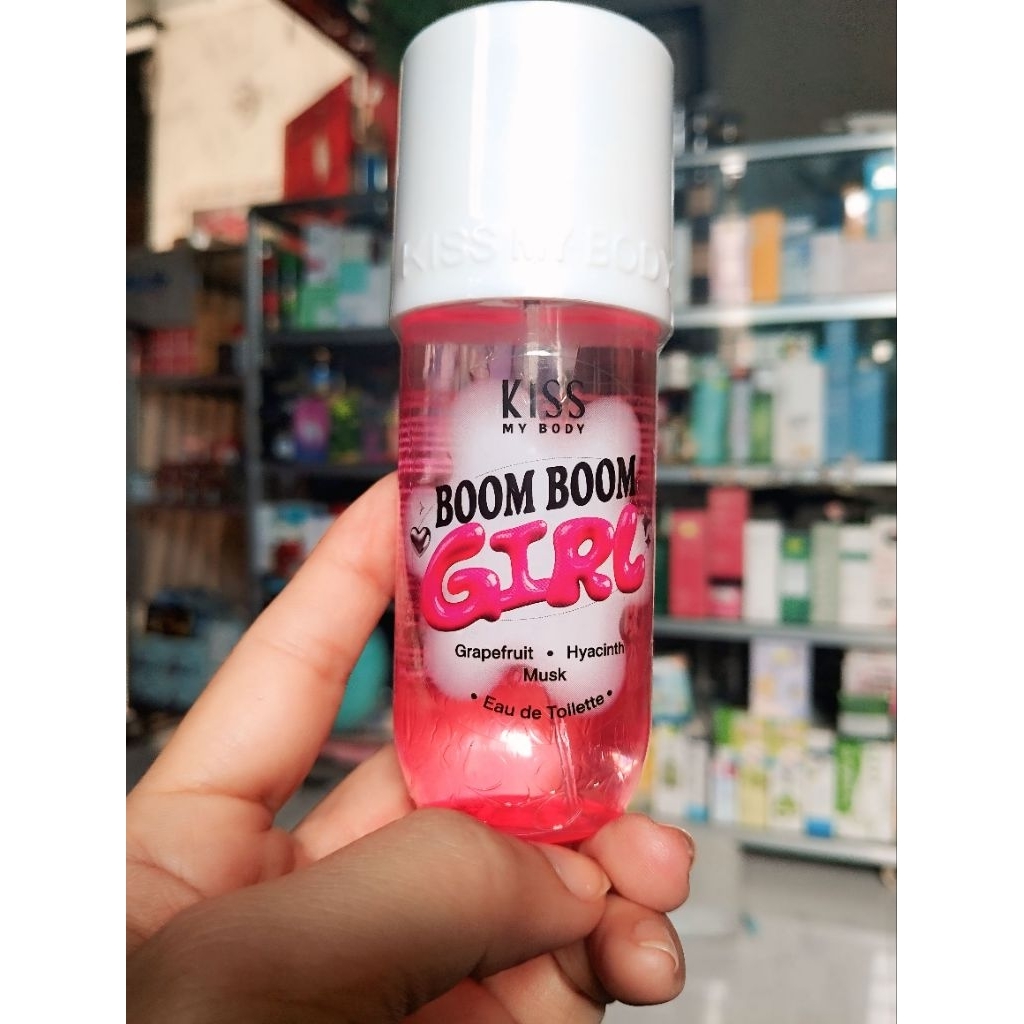 KISS MY BODY
KISS
MY BODY
BOOM BOOM
GIRL
Grapefruit • Hyacinth
Musk
• Eau de Toilette •